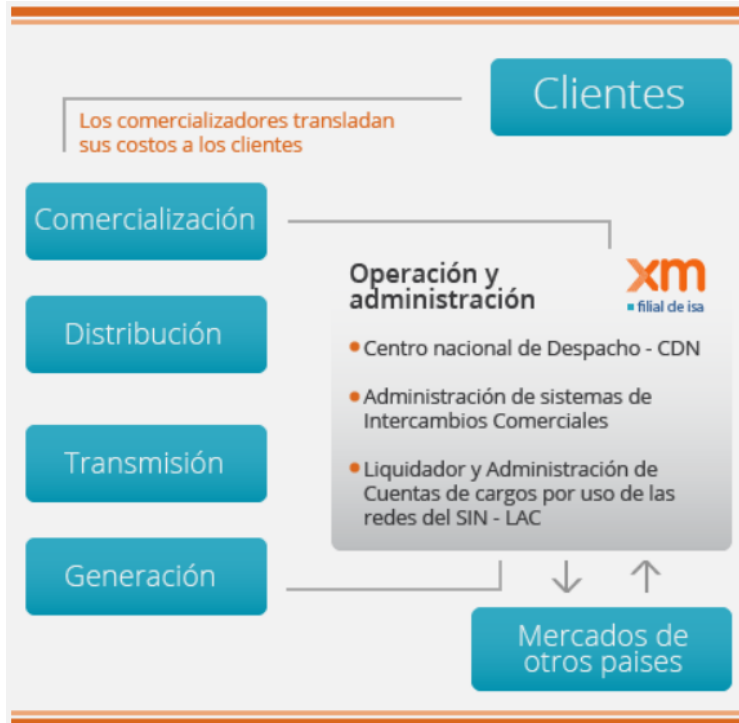 Clientes
Los comercializadores transladan
sus costos a los clientes
Comercialización
Distribución
Transmisión
Generación
Operación y
administración
xm
filial de isa
Centro nacional de Despacho - CDN
Administración de sistemas de
Intercambios Comerciales
Liquidador y Administración de
Cuentas de cargos por uso de las
redes del SIN - LAC
Mercados de
otros paises